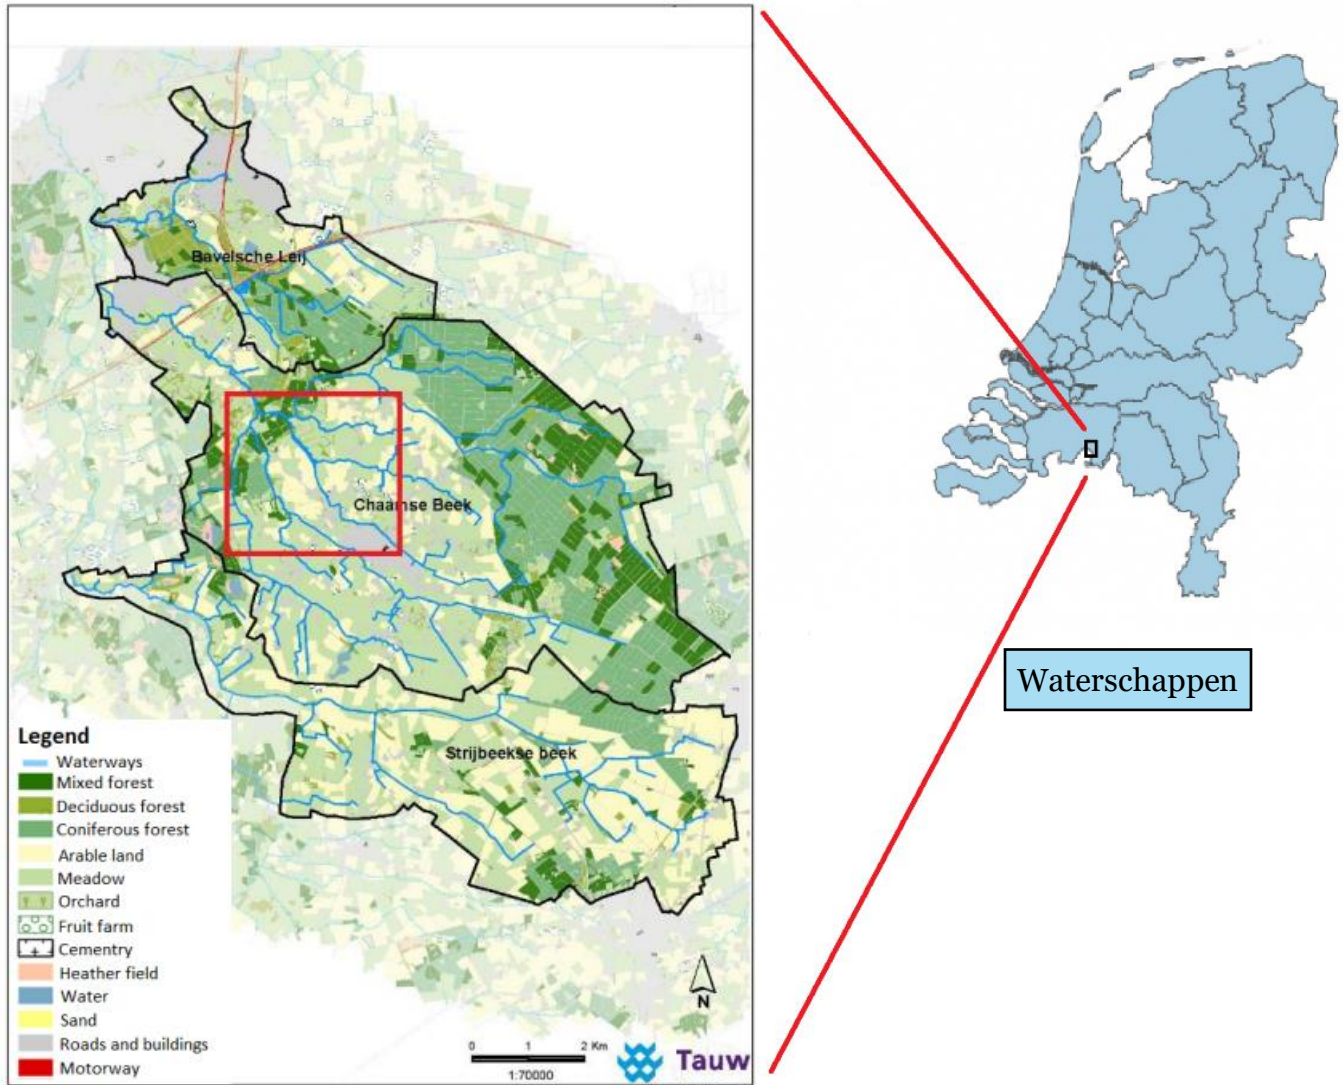 Bavelsche Leij
Chaamse Beek
Strijbeekse beek
Legend
Waterways
Mixed forest
Deciduous forest
Coniferous forest
Arable land
Meadow
Orchard
Fruit farm
Cementry
Heather field
Water
Sand
Roads and buildings
Motorway
0 1 2 Km
1:70000
N
Tauw
Waterschappen